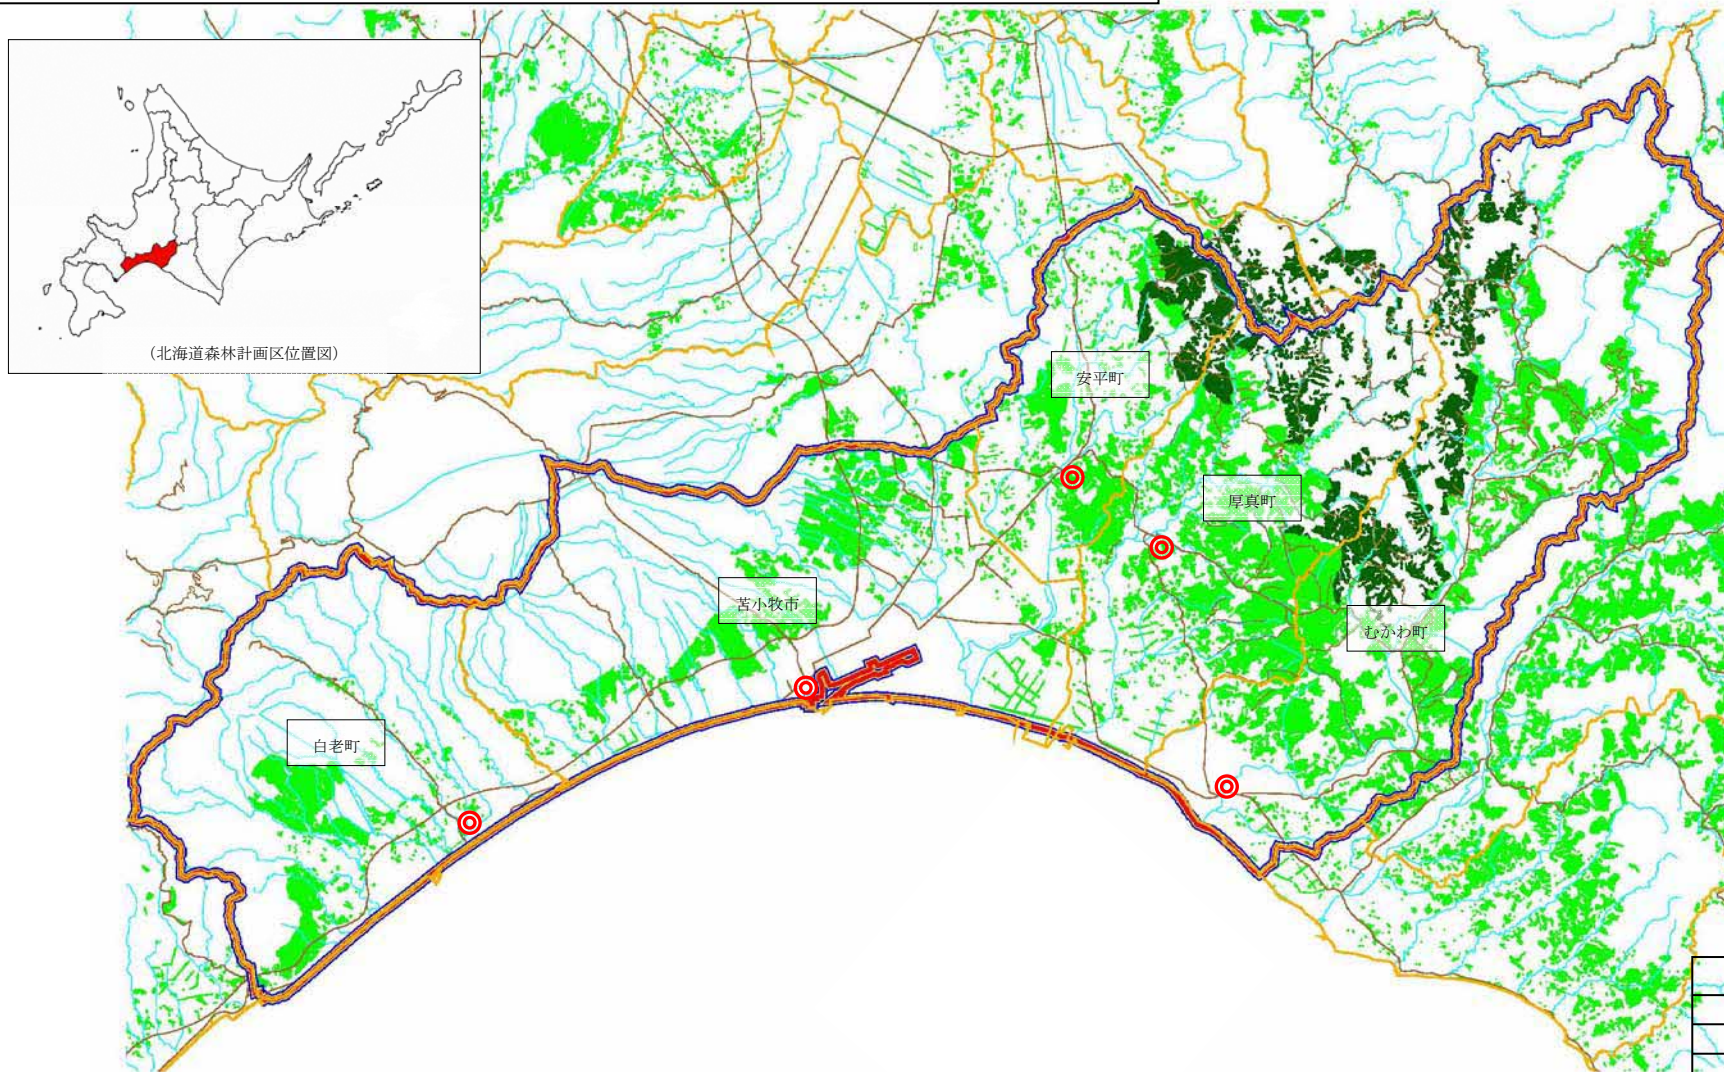 (北海道森林計画区位置図)
安平町
厚真町
苫小牧市
むかわ町
白老町